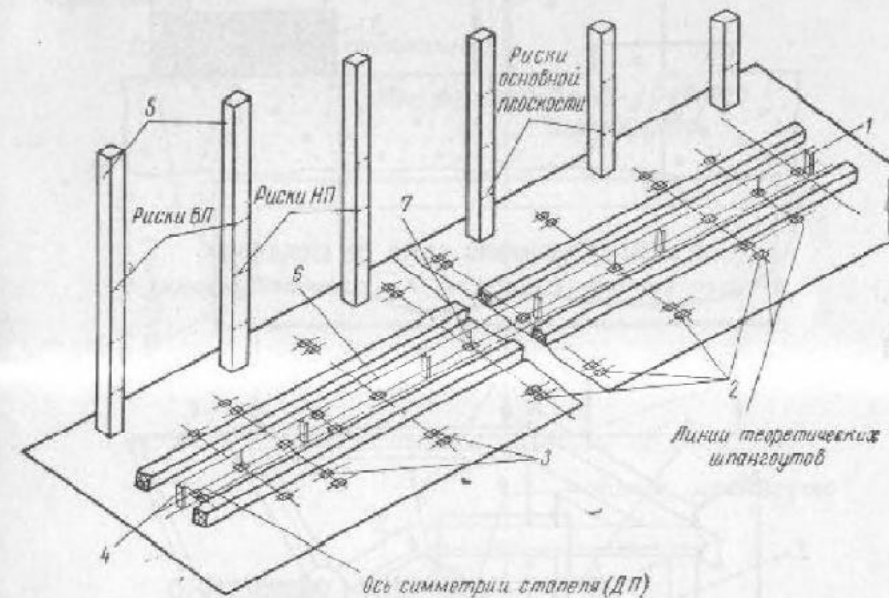 Риски
основной
плоскости
1
5
Риски ВП
Риски НП
7
6
2
Линии теоретических
шпангоутов
3
4
Ось симметрии стапеля (ДП)